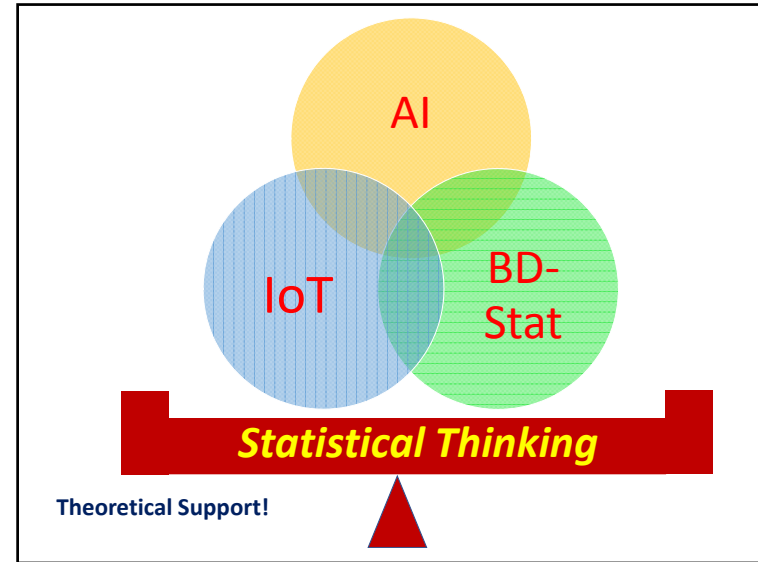 AI
IoT
BD-
Stat
Statistical Thinking
Theoretical Support!